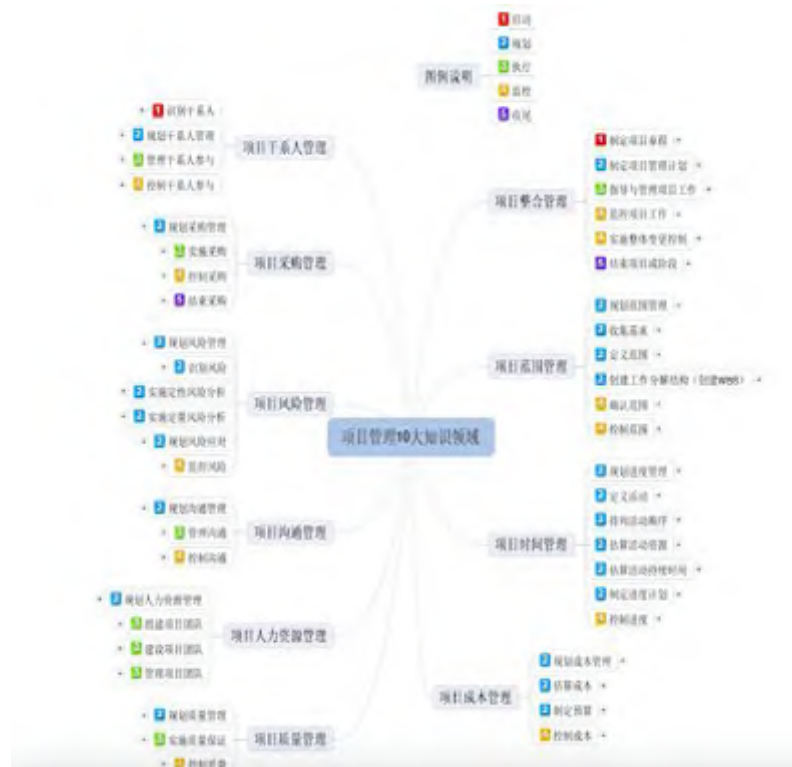 项目管理10大知识领域
图例说明
1 启动
2 规划
3 执行
4 监控
5 收尾
项目整合管理
1 制定项目章程
2 制定项目管理计划
3 指导与管理项目工作
4 监控项目工作
4 实施整体变更控制
5 结束项目或阶段
项目范围管理
2 规划范围管理
2 收集需求
2 定义范围
2 创建工作分解结构（创建WBS）
4 确认范围
4 控制范围
项目时间管理
2 规划进度管理
2 定义活动
2 排列活动顺序
2 估算活动资源
2 估算活动持续时间
2 制定进度计划
4 控制进度
项目成本管理
2 规划成本管理
2 估算成本
2 制定预算
4 控制成本
项目干系人管理
1 识别干系人
2 规划干系人管理
3 管理干系人参与
4 控制干系人参与
项目采购管理
2 规划采购管理
3 实施采购
4 控制采购
5 结束采购
项目风险管理
2 规划风险管理
2 识别风险
2 实施定性风险分析
2 实施定量风险分析
2 规划风险应对
4 监控风险
项目沟通管理
2 规划沟通管理
3 管理沟通
4 控制沟通
项目人力资源管理
2 规划人力资源管理
3 组建项目团队
3 建设项目团队
3 管理项目团队
项目质量管理
2 规划质量管理
3 实施质量保证
4 控制质量